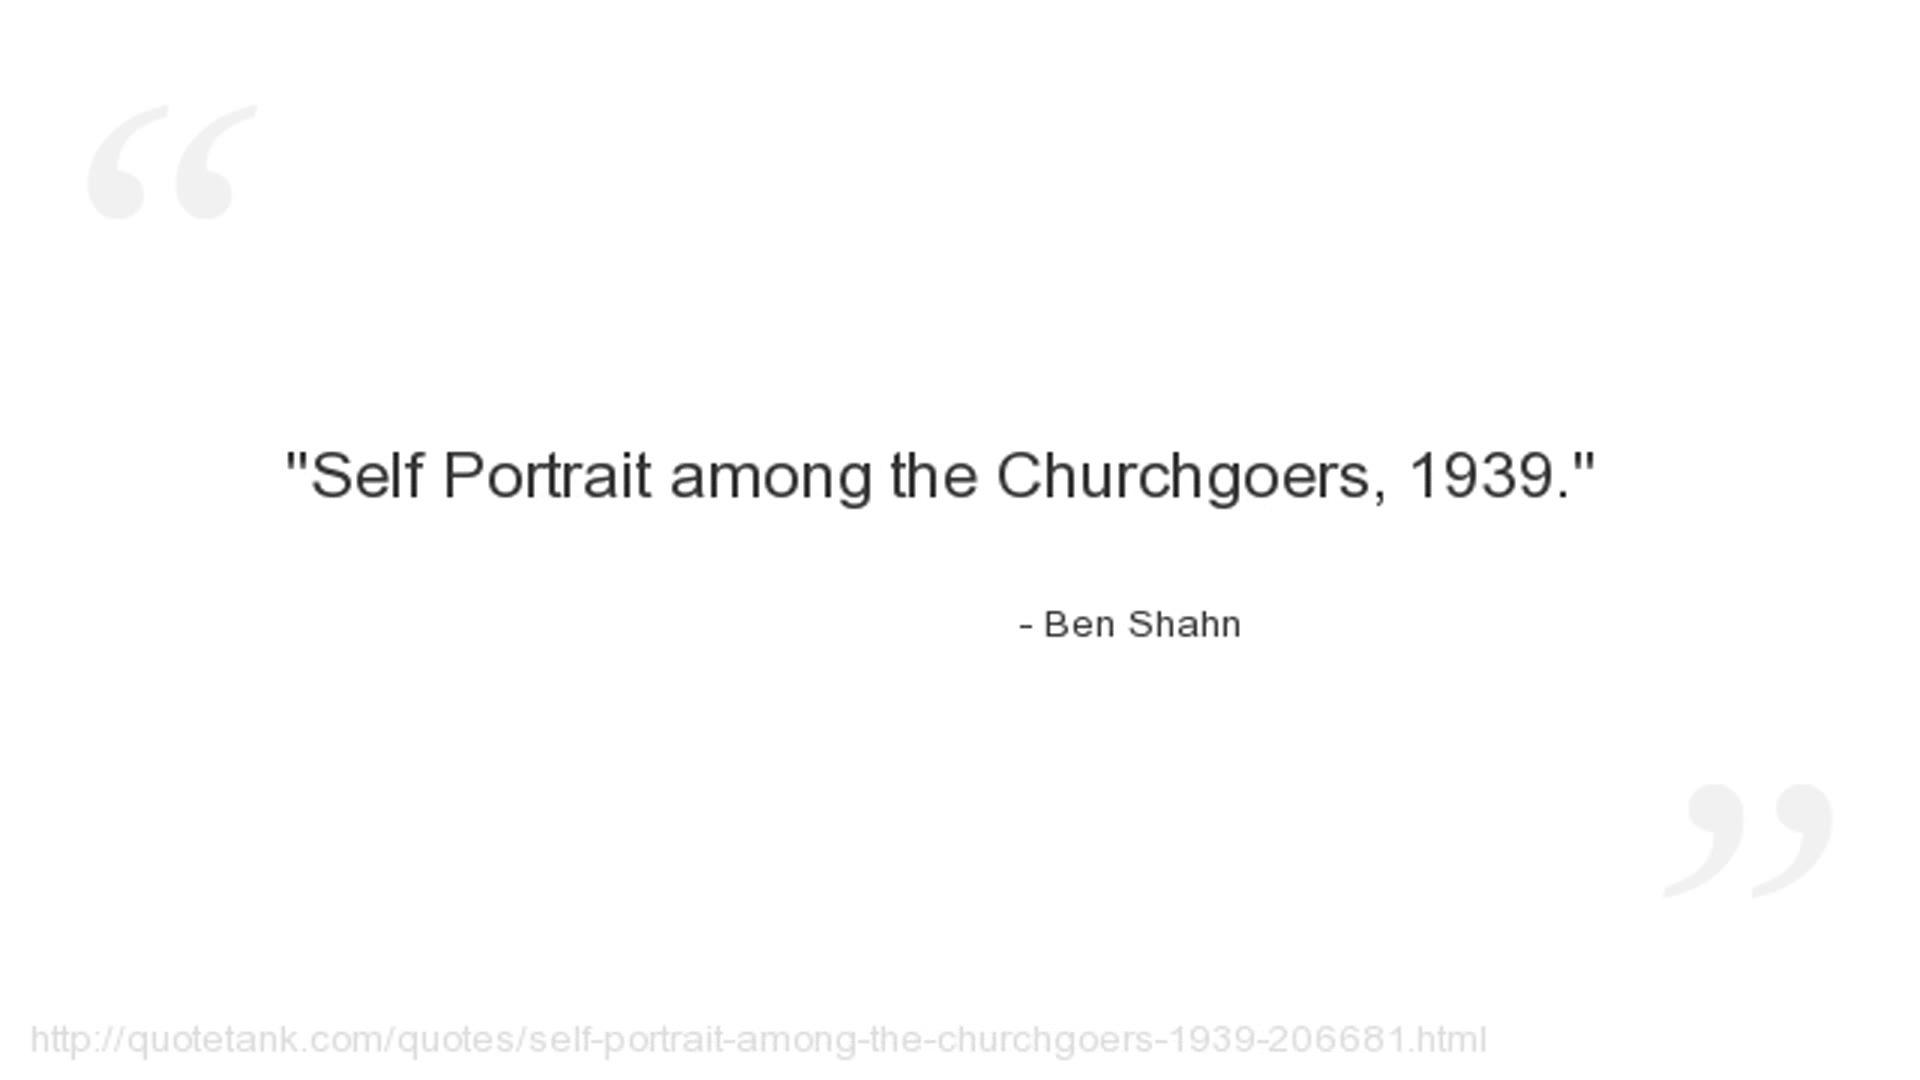 "Self Portrait among the Churchgoers, 1939."
- Ben Shahn
http://quotetank.com/quotes/self-portrait-among-the-churchgoers-1939-206681.html